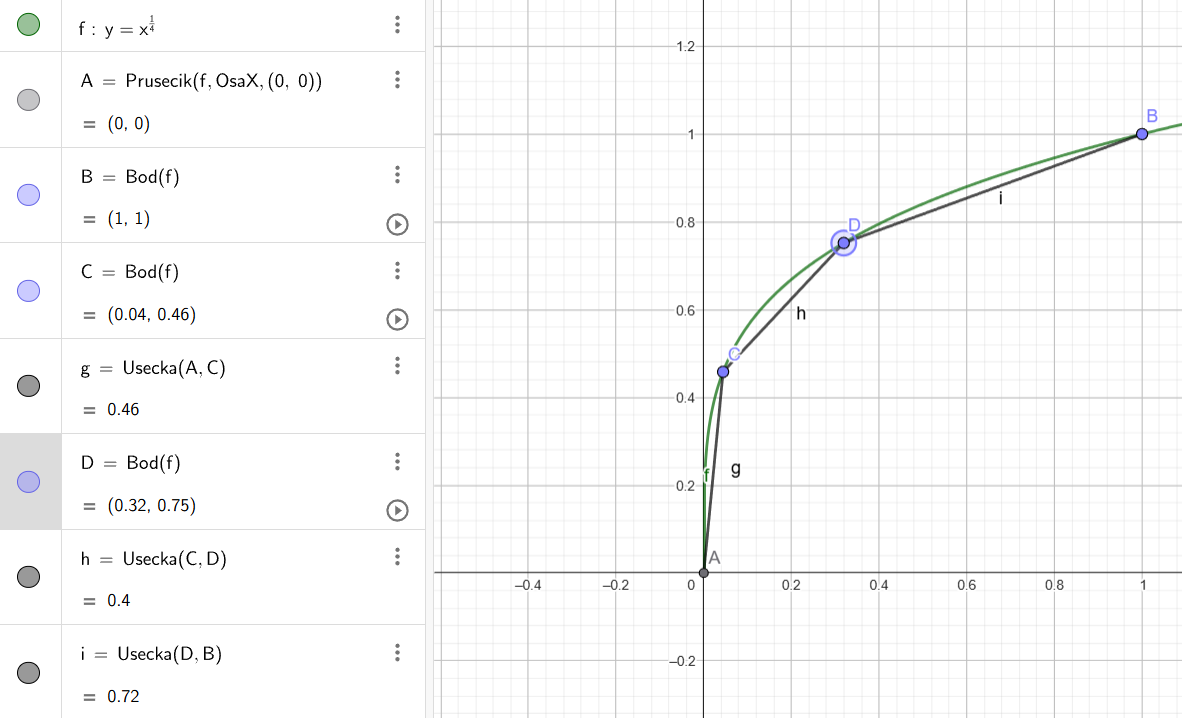 f : y = x^{1/4}
A = Prusecik(f, OsaX, (0, 0))
= (0, 0)
B = Bod(f)
= (1, 1)
C = Bod(f)
= (0.04, 0.46)
g = Usecka(A, C)
= 0.46
D = Bod(f)
= (0.32, 0.75)
h = Usecka(C, D)
= 0.4
i = Usecka(D, B)
= 0.72
1.2
B
1
i
0.8
D
0.6
h
C
0.4
g
f
0.2
A
−0.4 −0.2 0 0.2 0.4 0.6 0.8 1
−0.2